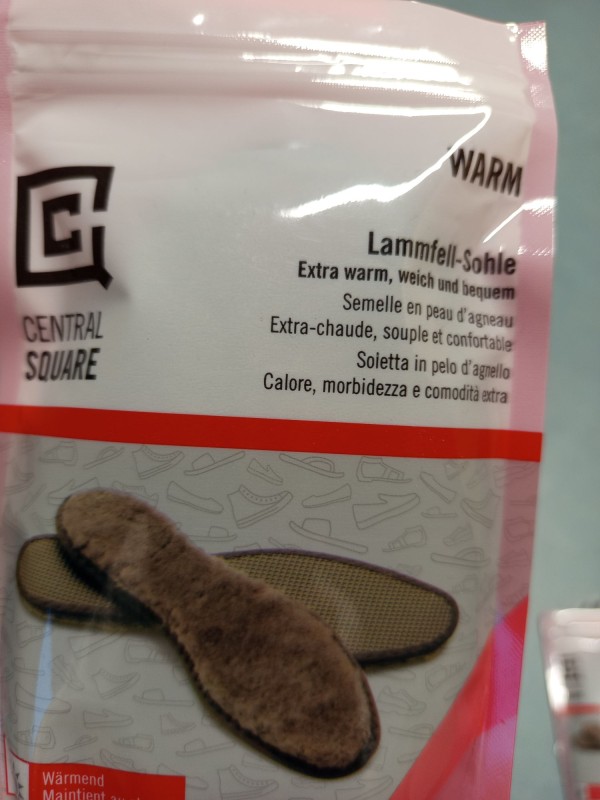 WARM
CENTRAL
SQUARE
Lammfell-Sohle
Extra warm, weich und bequem
Semelle en peau d'agneau
Extra-chaude, souple et confortable
Soletta in pelo d'agnello
Calore, morbidezza e comodità extra
Wärmend
Maintient